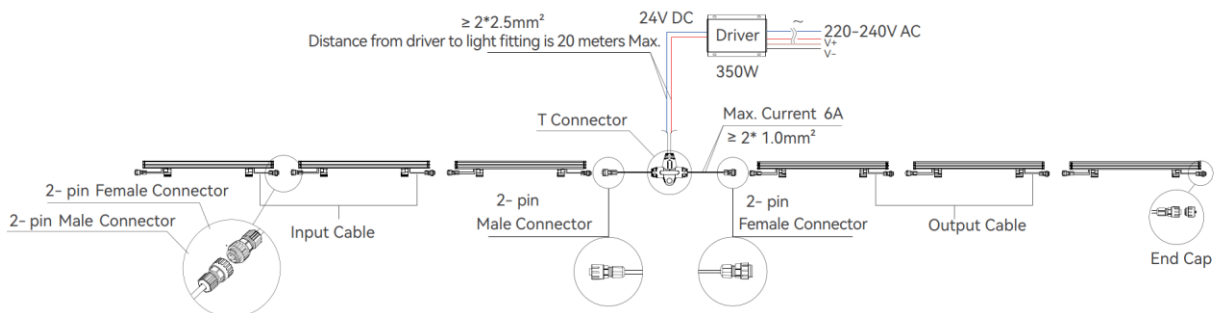 ≥ 2*2.5mm²
Distance from driver to light fitting is 20 meters Max.
24V DC
Driver
350W
~
220-240V AC
V+
V-
T Connector
Max. Current 6A
≥ 2* 1.0mm²
2- pin Female Connector
2- pin Male Connector
Input Cable
2- pin
Male Connector
2- pin
Female Connector
Output Cable
End Cap